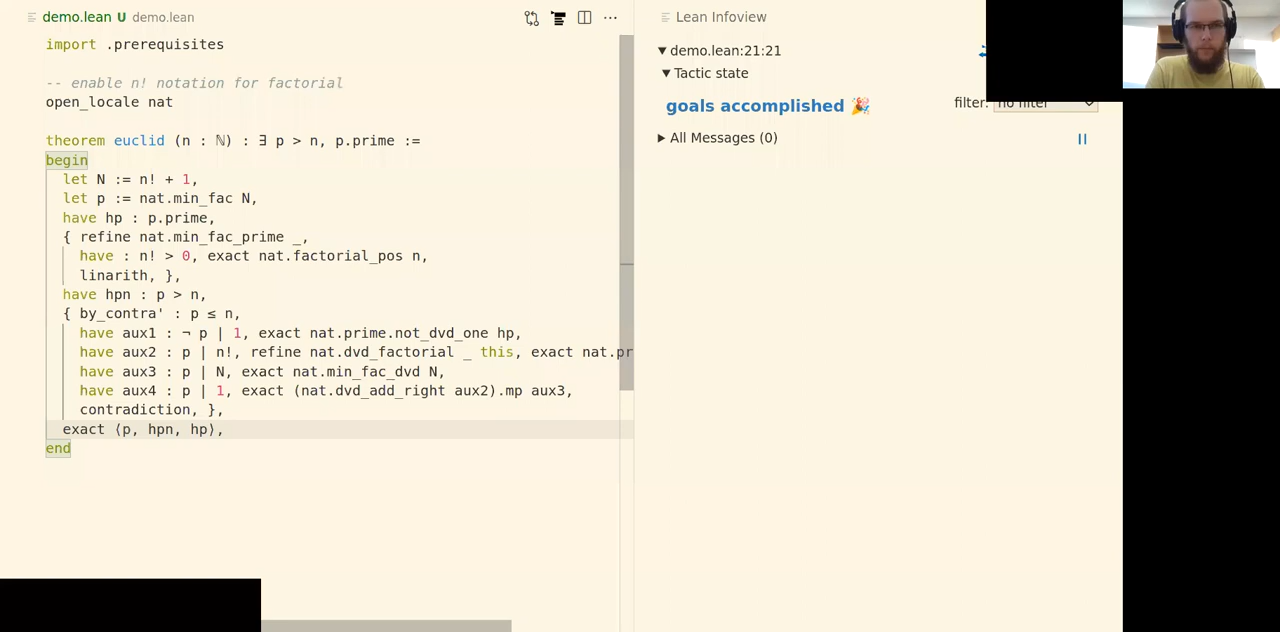 demo.lean U demo.lean
import .prerequisites
-- enable n! notation for factorial
open_locale nat
theorem euclid (n : ℕ) : ∃ p > n, p.prime :=
begin
let N := n! + 1,
let p := nat.min_fac N,
have hp : p.prime,
{ refine nat.min_fac_prime _,
have : n! > 0, exact nat.factorial_pos n,
linarith, },
have hpn : p > n,
{ by_contra' : p ≤ n,
have aux1 : ¬ p ∣ 1, exact nat.prime.not_dvd_one hp,
have aux2 : p ∣ n!, refine nat.dvd_factorial _ this, exact nat.pr
have aux3 : p ∣ N, exact nat.min_fac_dvd N,
have aux4 : p ∣ 1, exact (nat.dvd_add_right aux2).mp aux3,
contradiction, },
exact ⟨p, hpn, hp⟩,
end
Lean Infoview
demo.lean:21:21
Tactic state
goals accomplished 🎉
filter: no filter
All Messages (0)